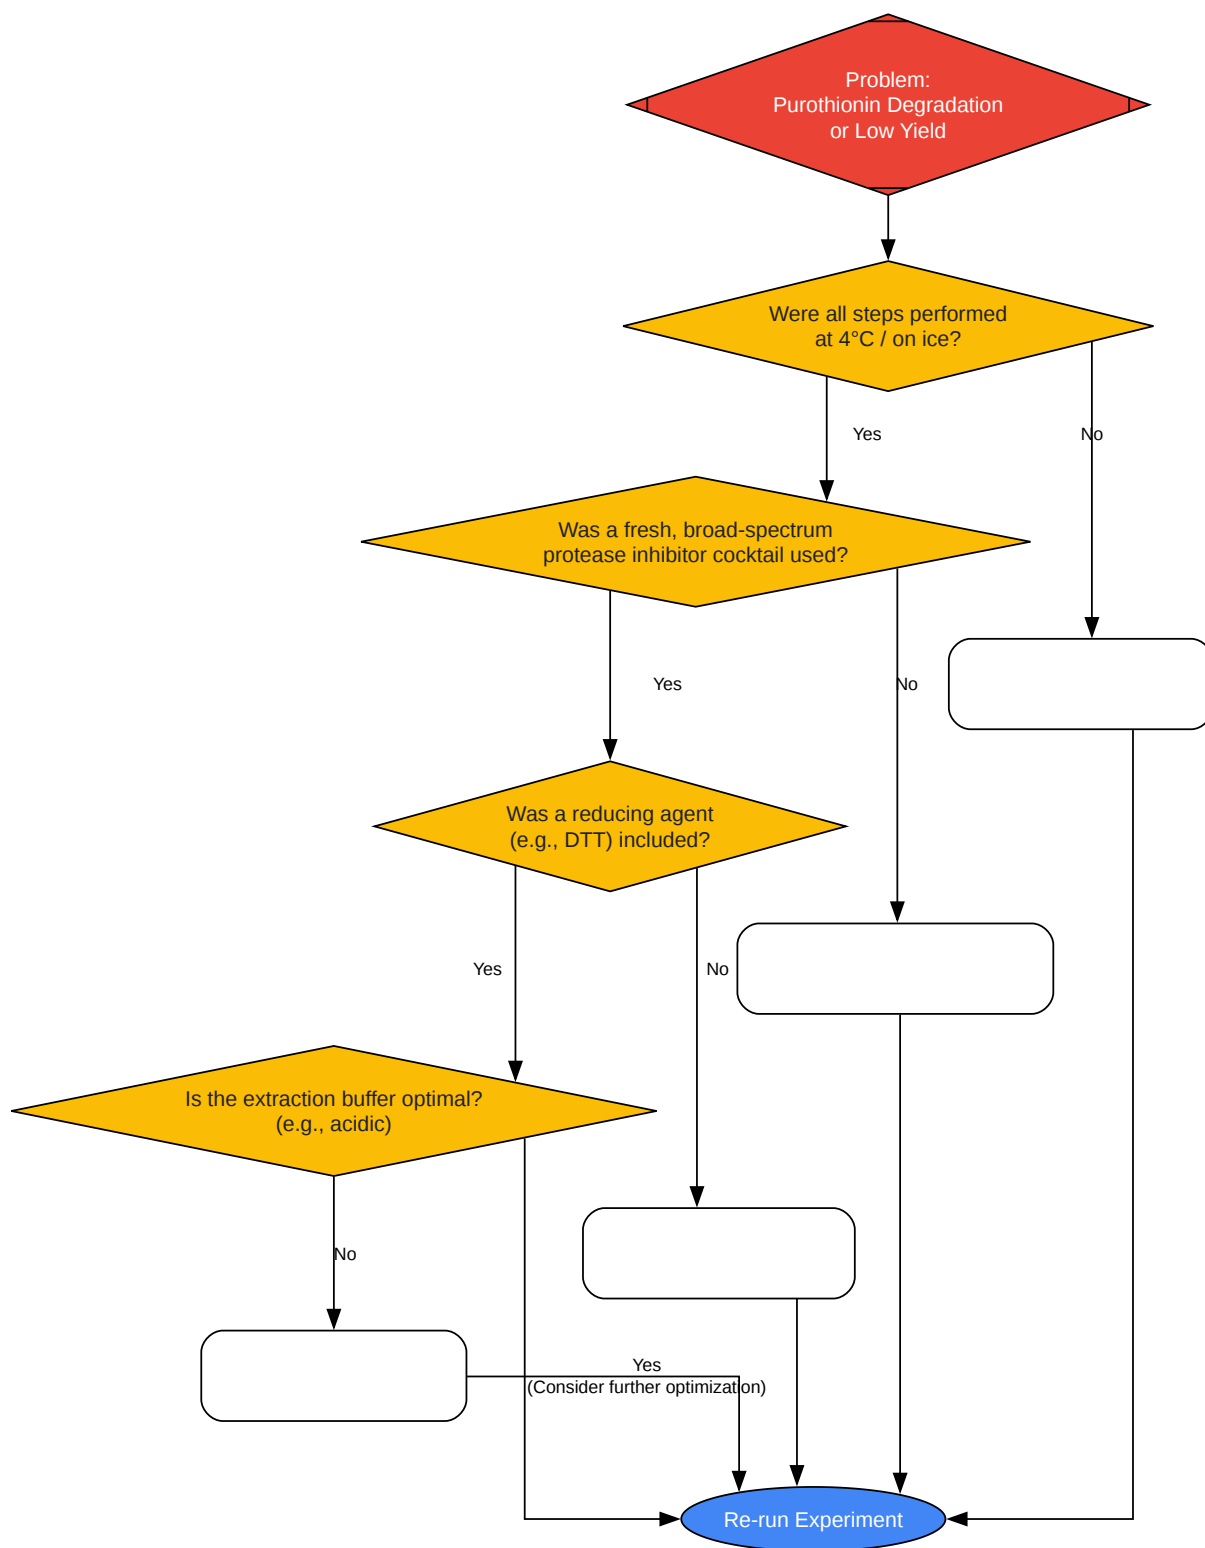 Problem:
Purothionin Degradation
or Low Yield
Were all steps performed
at 4°C / on ice?
Yes
No
Was a fresh, broad-spectrum
protease inhibitor cocktail used?
Yes
No
Was a reducing agent
(e.g., DTT) included?
Yes
No
Is the extraction buffer optimal?
(e.g., acidic)
No
Yes
(Consider further optimization)
Re-run Experiment